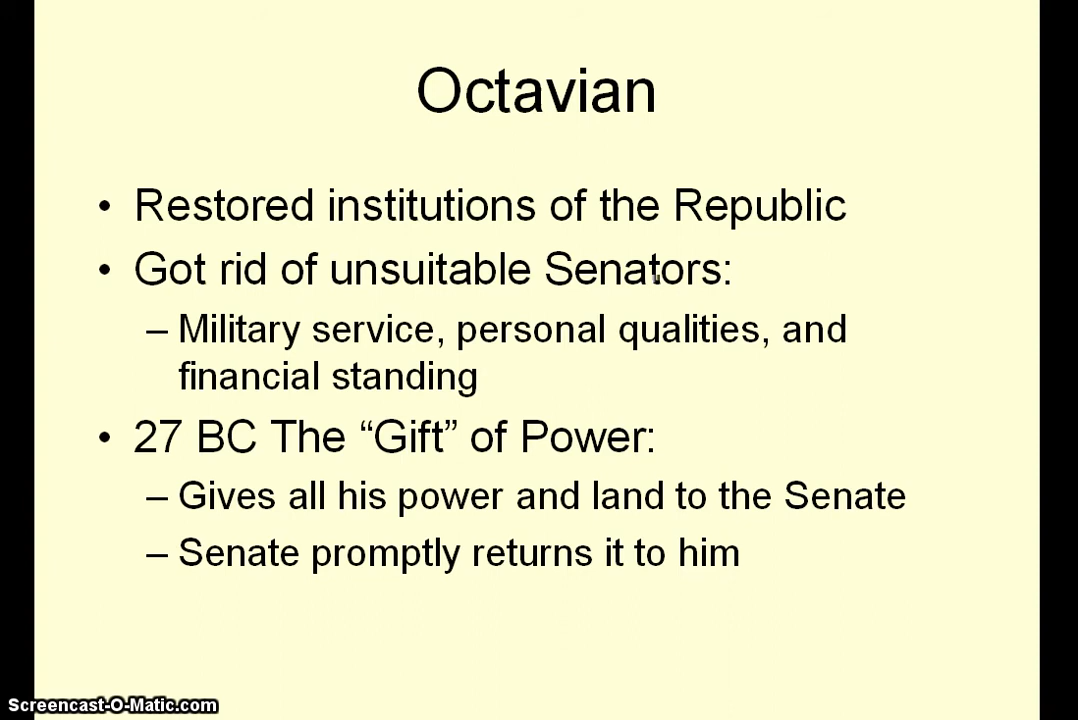 Octavian
• Restored institutions of the Republic
• Got rid of unsuitable Senators:
– Military service, personal qualities, and
financial standing
• 27 BC The “Gift” of Power:
– Gives all his power and land to the Senate
– Senate promptly returns it to him
Screencast-O-Matic.com